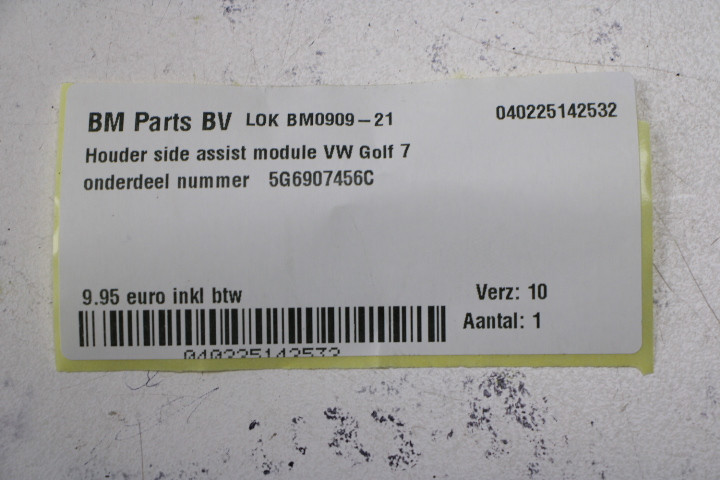 BM Parts BV LOK BM0909-21 040225142532
Houder side assist module VW Golf 7
onderdeel nummer 5G6907456C
9.95 euro inkl btw Verz: 10
Aantal: 1
040225142532